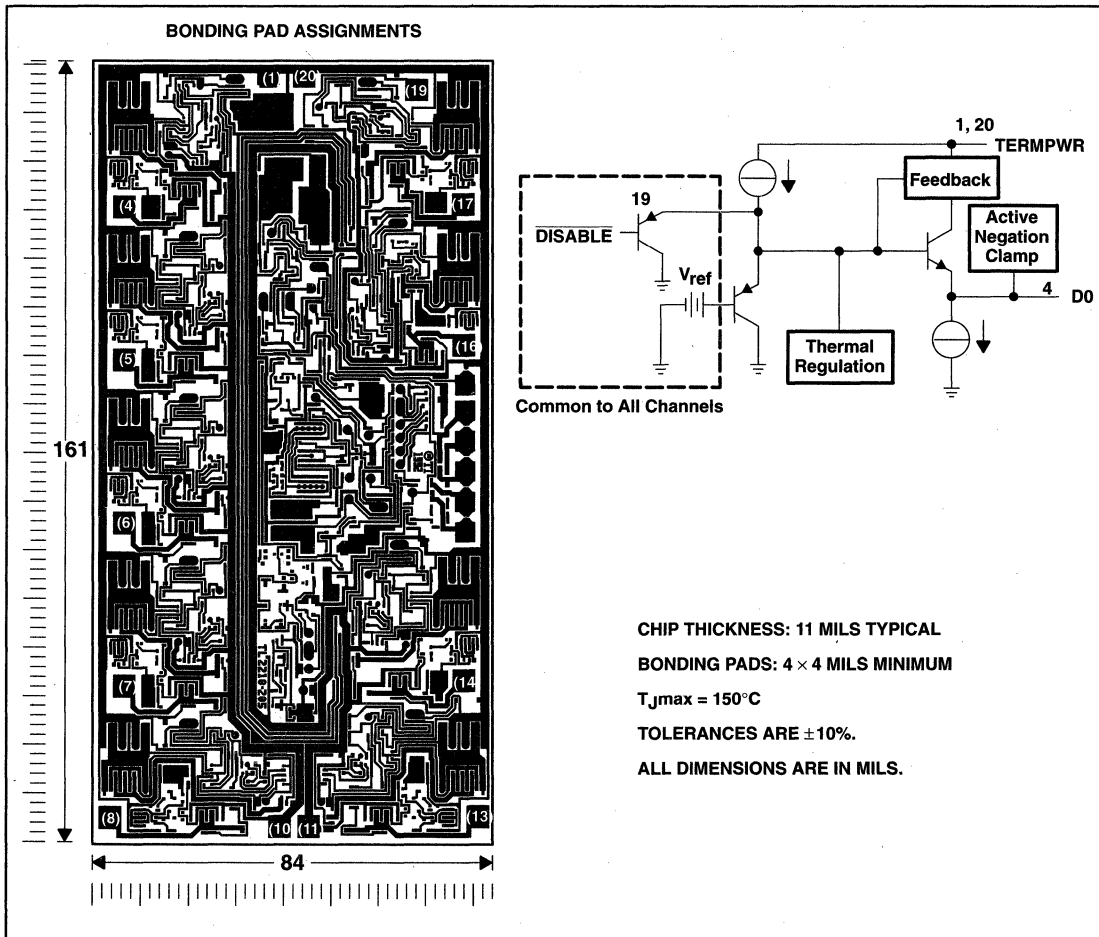 BONDING PAD ASSIGNMENTS
(1) (20) (19)
(4) (17)
(5) (16)
161
(6)
(7) (14)
(8) (10) (11) (13)
84
1, 20
TERMPWR
Feedback
19
DISABLE
Active
Negation
Clamp
Vref
4 D0
Thermal
Regulation
Common to All Channels
CHIP THICKNESS: 11 MILS TYPICAL
BONDING PADS: 4 × 4 MILS MINIMUM
TJmax = 150°C
TOLERANCES ARE ±10%.
ALL DIMENSIONS ARE IN MILS.